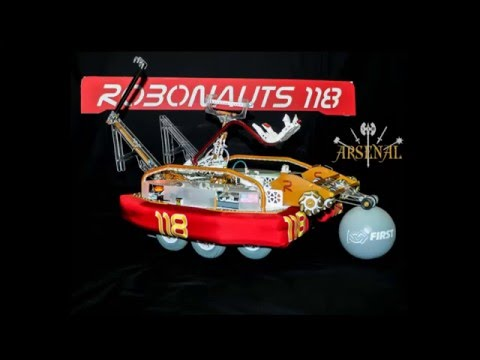 ROBONAUTS 118
ARSENAL
118
118
FIRST